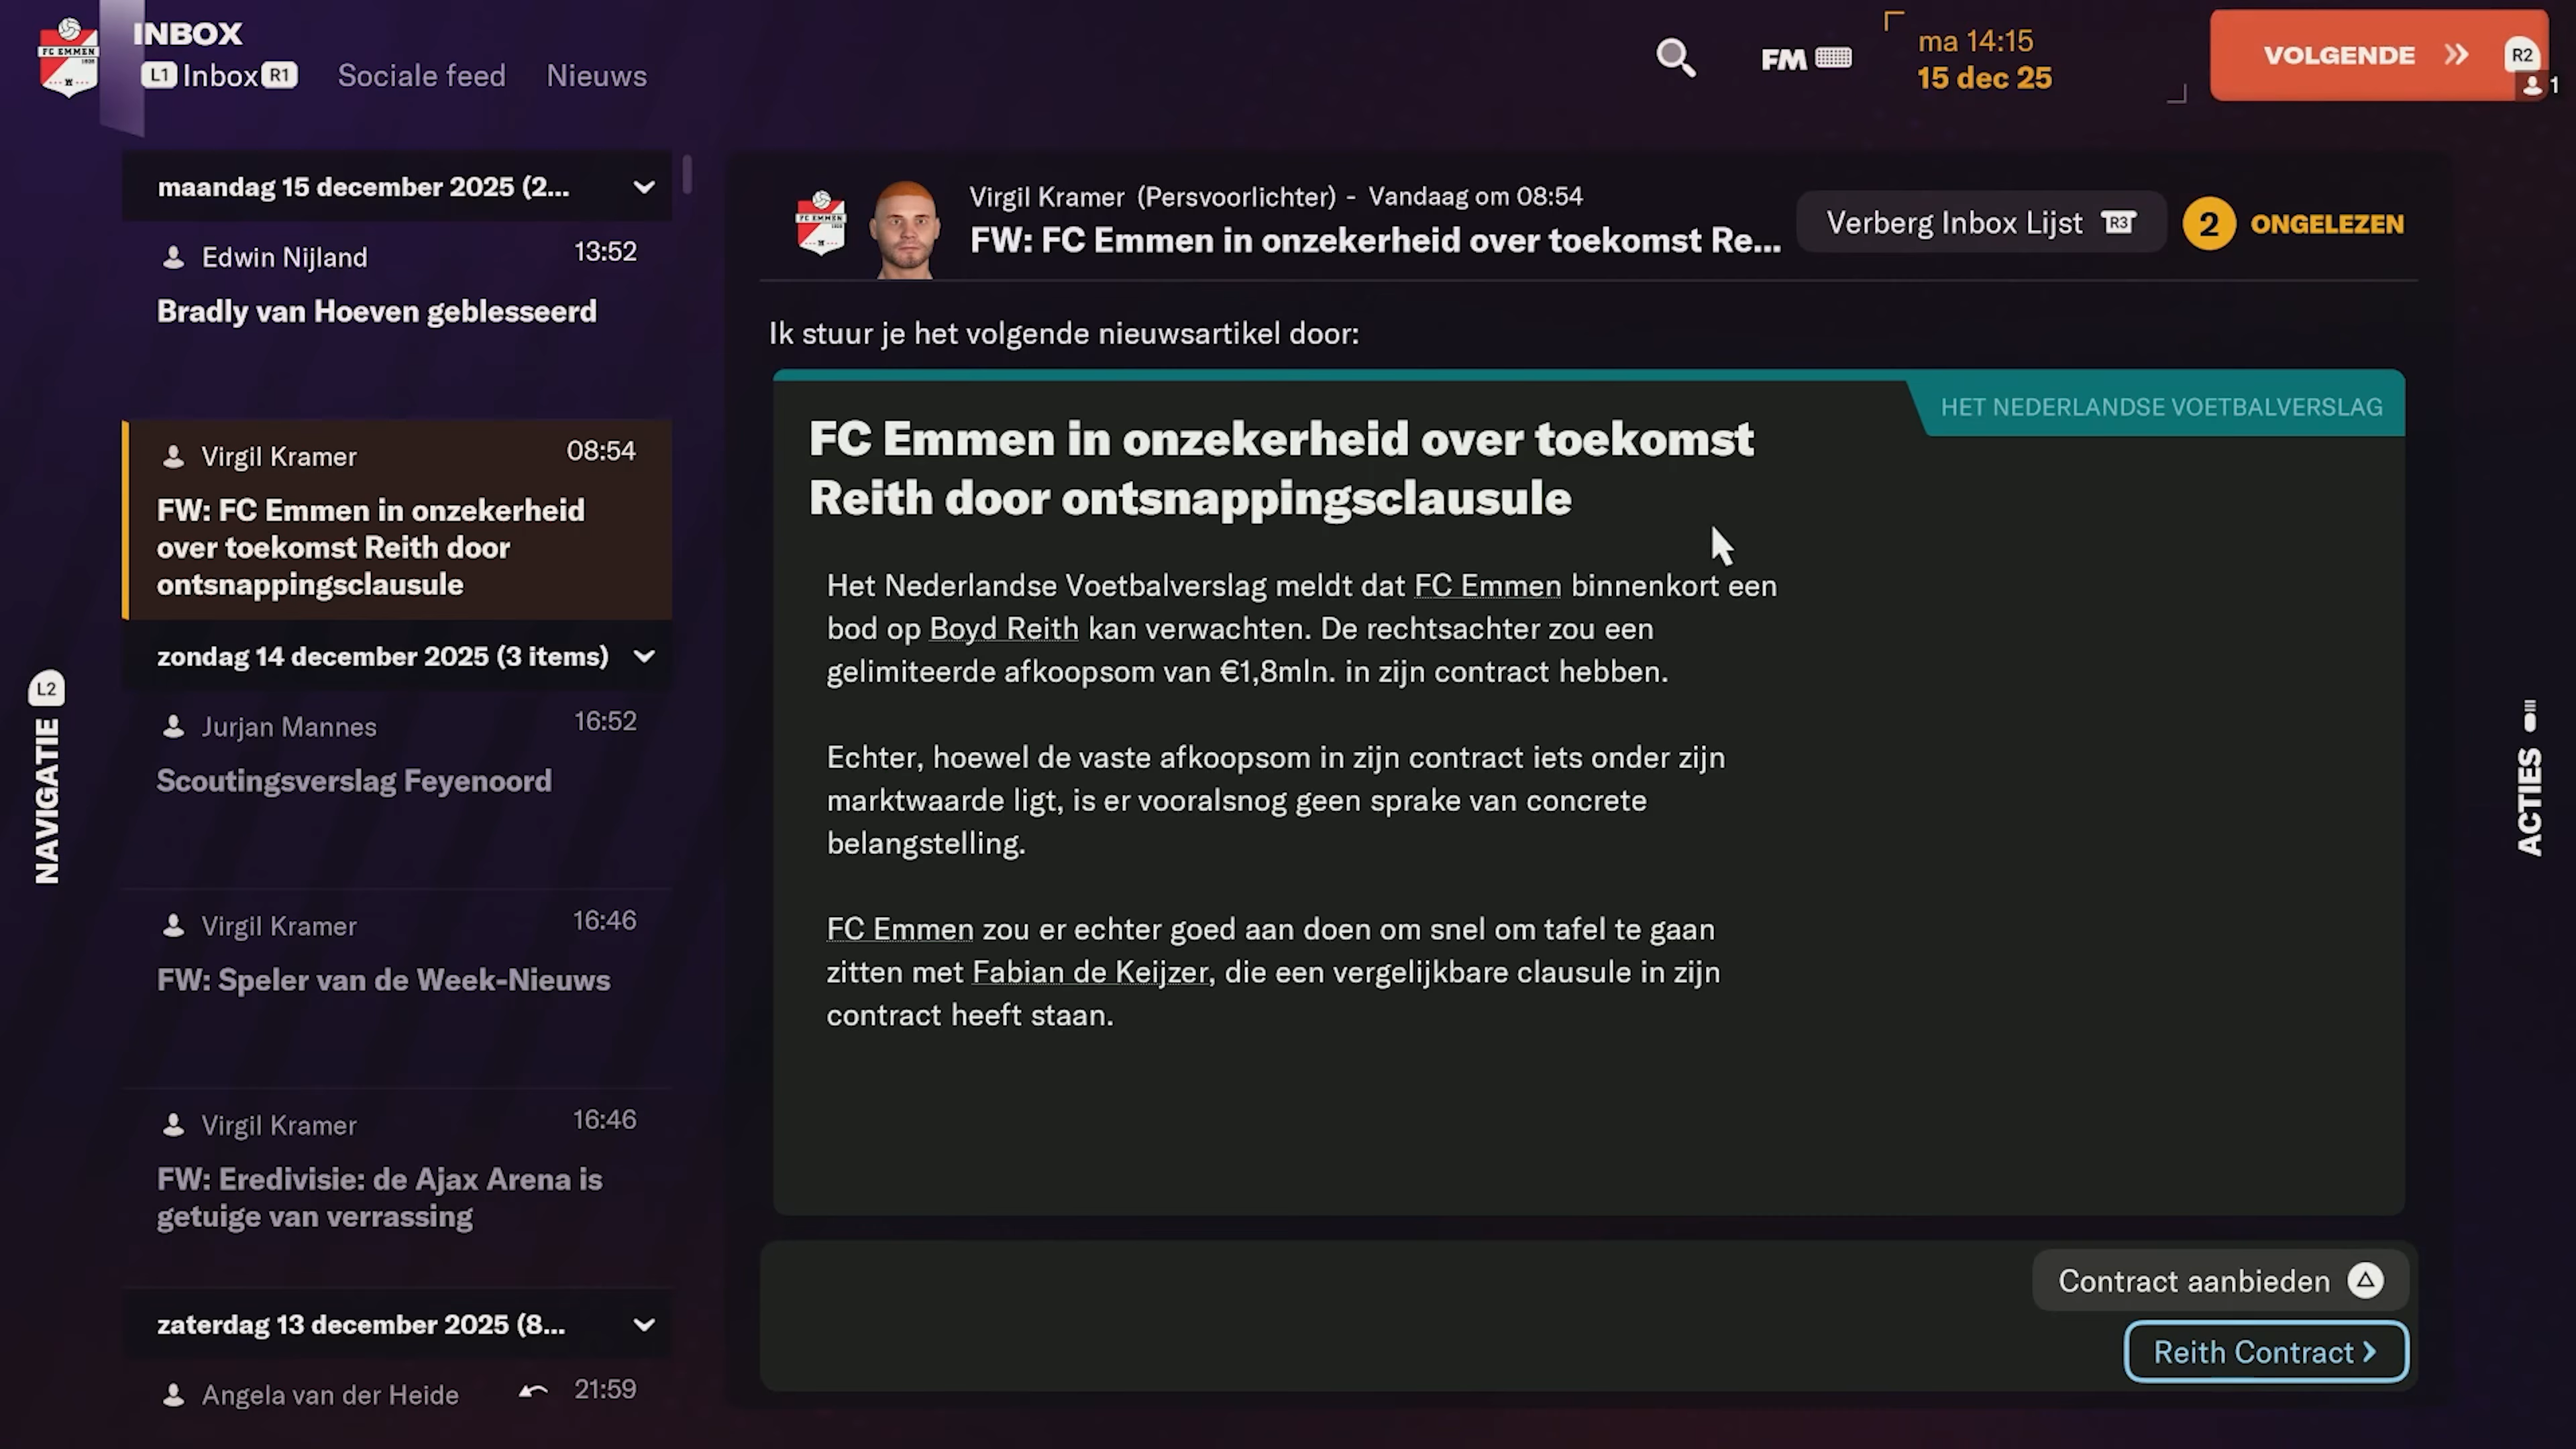 FC EMMEN
INBOX
L1 Inbox R1 Sociale feed Nieuws
FM
ma 14:15
15 dec 25
VOLGENDE R2
1
NAVIGATIE L2
maandag 15 december 2025 (2...
Edwin Nijland 13:52
Bradly van Hoeven geblesseerd
Virgil Kramer 08:54
FW: FC Emmen in onzekerheid
over toekomst Reith door
ontsnappingsclausule
zondag 14 december 2025 (3 items)
Jurjan Mannes 16:52
Scoutingsverslag Feyenoord
Virgil Kramer 16:46
FW: Speler van de Week-Nieuws
Virgil Kramer 16:46
FW: Eredivisie: de Ajax Arena is
getuige van verrassing
zaterdag 13 december 2025 (8...
Angela van der Heide 21:59
FC EMMEN
Virgil Kramer (Persvoorlichter) - Vandaag om 08:54
FW: FC Emmen in onzekerheid over toekomst Re...
Verberg Inbox Lijst R3
2 ONGELEZEN
Ik stuur je het volgende nieuwsartikel door:
HET NEDERLANDSE VOETBALVERSLAG
FC Emmen in onzekerheid over toekomst
Reith door ontsnappingsclausule
Het Nederlandse Voetbalverslag meldt dat FC Emmen binnenkort een
bod op Boyd Reith kan verwachten. De rechtsachter zou een
gelimiteerde afkoopsom van €1,8mln. in zijn contract hebben.
Echter, hoewel de vaste afkoopsom in zijn contract iets onder zijn
marktwaarde ligt, is er vooralsnog geen sprake van concrete
belangstelling.
FC Emmen zou er echter goed aan doen om snel om tafel te gaan
zitten met Fabian de Keijzer, die een vergelijkbare clausule in zijn
contract heeft staan.
Contract aanbieden
Reith Contract
ACTIES